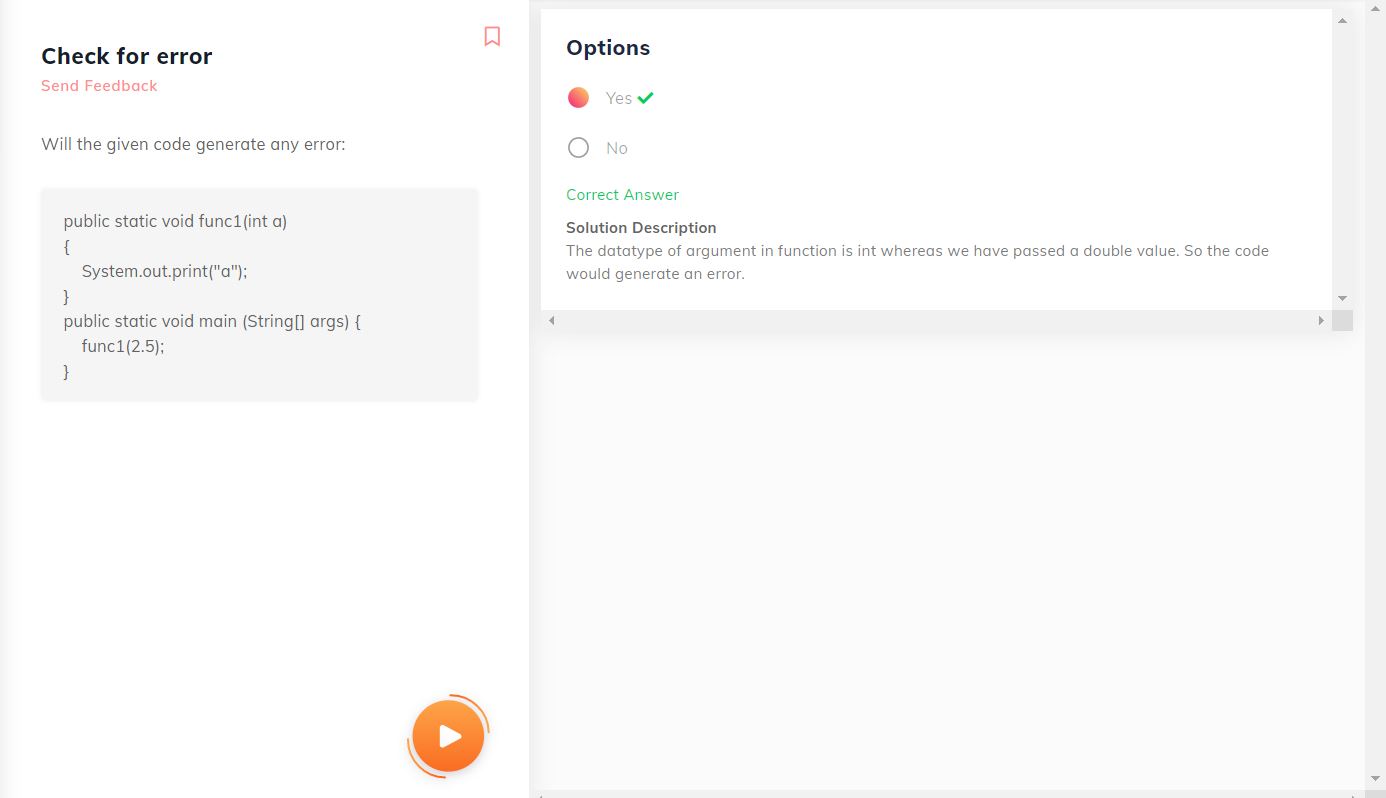 Check for error
Send Feedback
Will the given code generate any error:
public static void func1(int a)
{
System.out.print("a");
}
public static void main (String[] args) {
func1(2.5);
}
Options
Yes
No
Correct Answer
Solution Description
The datatype of argument in function is int whereas we have passed a double value. So the code
would generate an error.